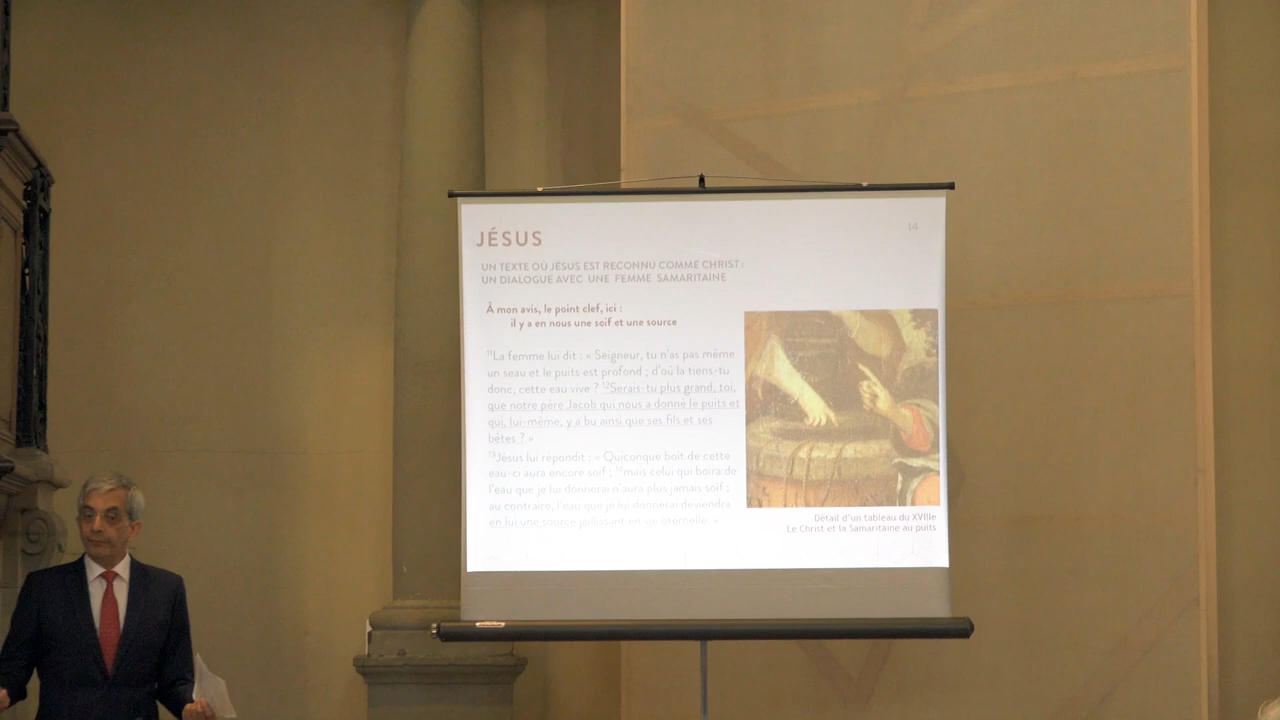 JÉSUS
14
UN TEXTE OÙ JÉSUS EST RECONNU COMME CHRIST :
UN DIALOGUE AVEC UNE FEMME SAMARITAINE
À mon avis, le point clef, ici :
il y a en nous une soif et une source
¹¹La femme lui dit : « Seigneur, tu n'as pas même
un seau et le puits est profond ; d'où la tiens-tu
donc, cette eau vive ? ¹²Serais-tu plus grand, toi,
que notre père Jacob qui nous a donné le puits et
qui, lui-même, y a bu ainsi que ses fils et ses
bêtes ? »
¹³Jésus lui répondit : « Quiconque boit de cette
eau-ci aura encore soif ; ¹⁴mais celui qui boira de
l'eau que je lui donnerai n'aura plus jamais soif ;
au contraire, l'eau que je lui donnerai deviendra
en lui une source jaillissant en vie éternelle. »
Détail d'un tableau du XVIIIe
Le Christ et la Samaritaine au puits